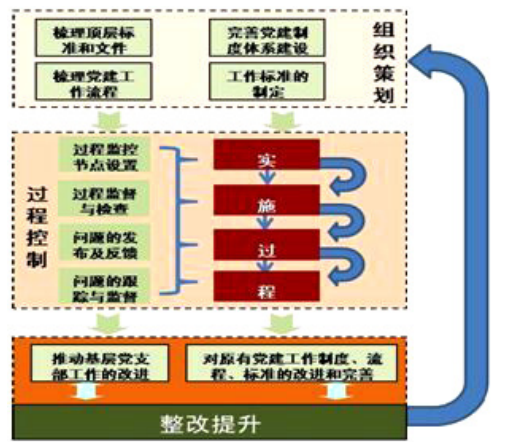 梳理顶层标
准和文件
完善党建制
度体系建设
梳理党建工
作流程
工作标准的
制定
组织策划
过程控制
过程监控
节点设置
过程监督
与检查
问题的发
布及反馈
问题的跟
踪与监督
实
施
过
程
推动基层党支
部工作的改进
对原有党建工作制度、流
程、标准的改进和完善
整改提升